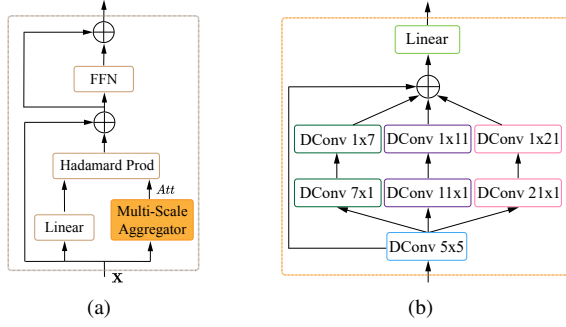 FFN
Hadamard Prod
Att
Linear
Multi-Scale
Aggregator
X
(a)
Linear
DConv 1x7
DConv 1x11
DConv 1x21
DConv 7x1
DConv 11x1
DConv 21x1
DConv 5x5
(b)